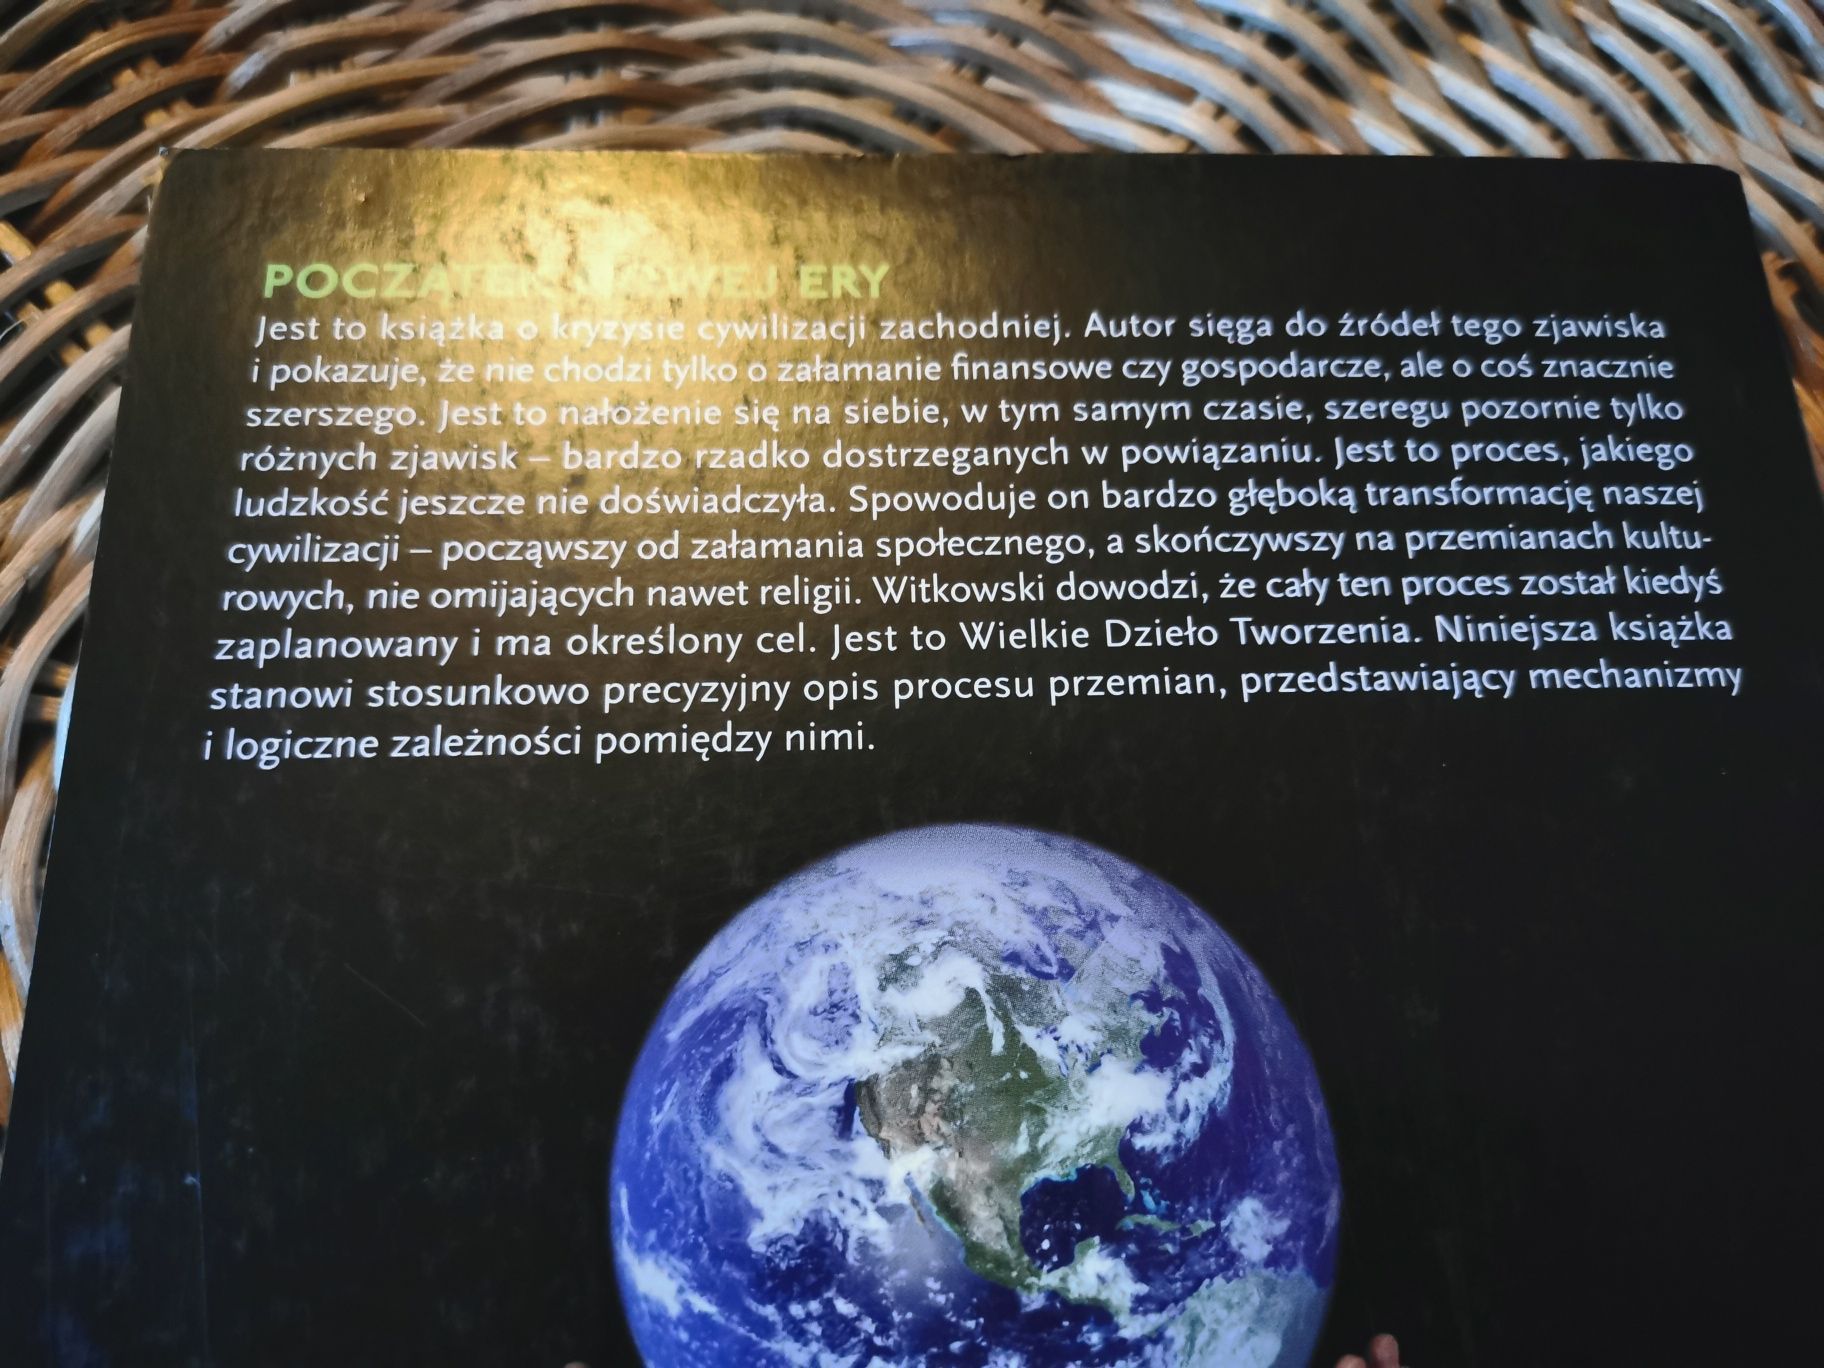 POCZĄTEK NOWEJ ERY
Jest to książka o kryzysie cywilizacji zachodniej. Autor sięga do źródeł tego zjawiska
i pokazuje, że nie chodzi tylko o załamanie finansowe czy gospodarcze, ale o coś znacznie
szerszego. Jest to nałożenie się na siebie, w tym samym czasie, szeregu pozornie tylko
różnych zjawisk – bardzo rzadko dostrzeganych w powiązaniu. Jest to proces, jakiego
ludzkość jeszcze nie doświadczyła. Spowoduje on bardzo głęboką transformację naszej
cywilizacji – począwszy od załamania społecznego, a skończywszy na przemianach kultu-
rowych, nie omijających nawet religii. Witkowski dowodzi, że cały ten proces został kiedyś
zaplanowany i ma określony cel. Jest to Wielkie Dzieło Tworzenia. Niniejsza książka
stanowi stosunkowo precyzyjny opis procesu przemian, przedstawiający mechanizmy
i logiczne zależności pomiędzy nimi.